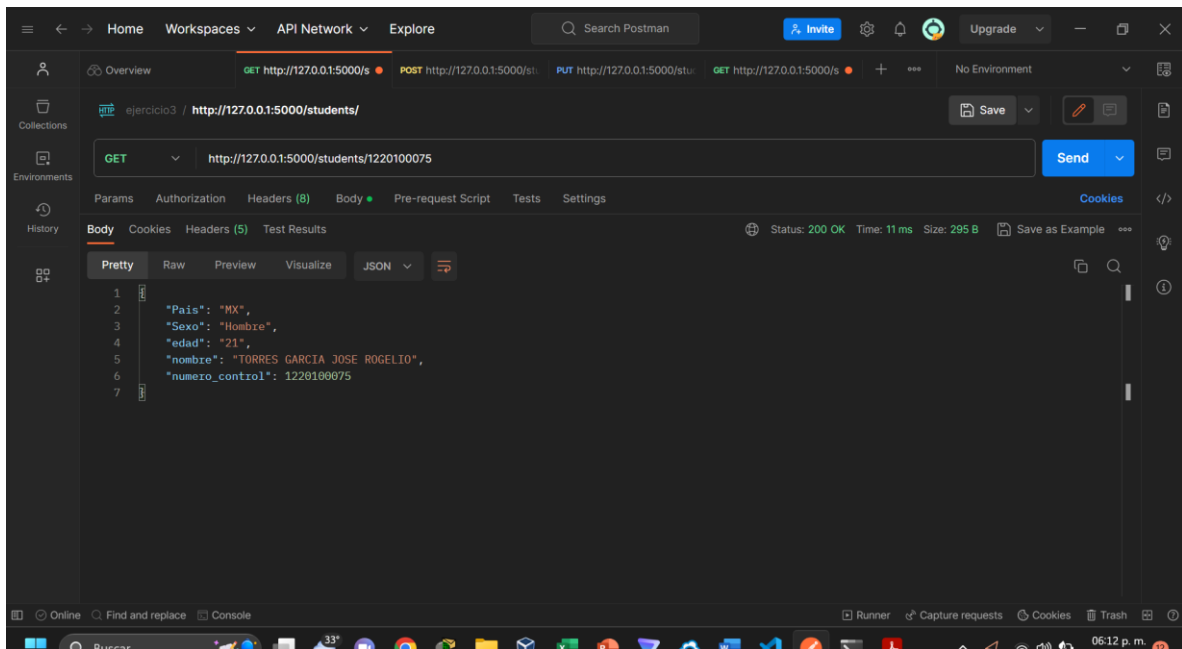 Home Workspaces API Network Explore Search Postman Invite Upgrade
Overview GET http://127.0.0.1:5000/s POST http://127.0.0.1:5000/stu PUT http://127.0.0.1:5000/stu GET http://127.0.0.1:5000/s No Environment
HTTP ejercicio3 / http://127.0.0.1:5000/students/ Save
Collections
GET http://127.0.0.1:5000/students/1220100075 Send
Environments
Params Authorization Headers (8) Body Pre-request Script Tests Settings Cookies
History
Body Cookies Headers (5) Test Results Status: 200 OK Time: 11 ms Size: 295 B Save as Example
Pretty Raw Preview Visualize JSON
1 {
2 "Pais": "MX",
3 "Sexo": "Hombre",
4 "edad": "21",
5 "nombre": "TORRES GARCIA JOSE ROGELIO",
6 "numero_control": 1220100075
7 }
Online Find and replace Console Runner Capture requests Cookies Trash
Buscar 33° 06:12 p. m. 12